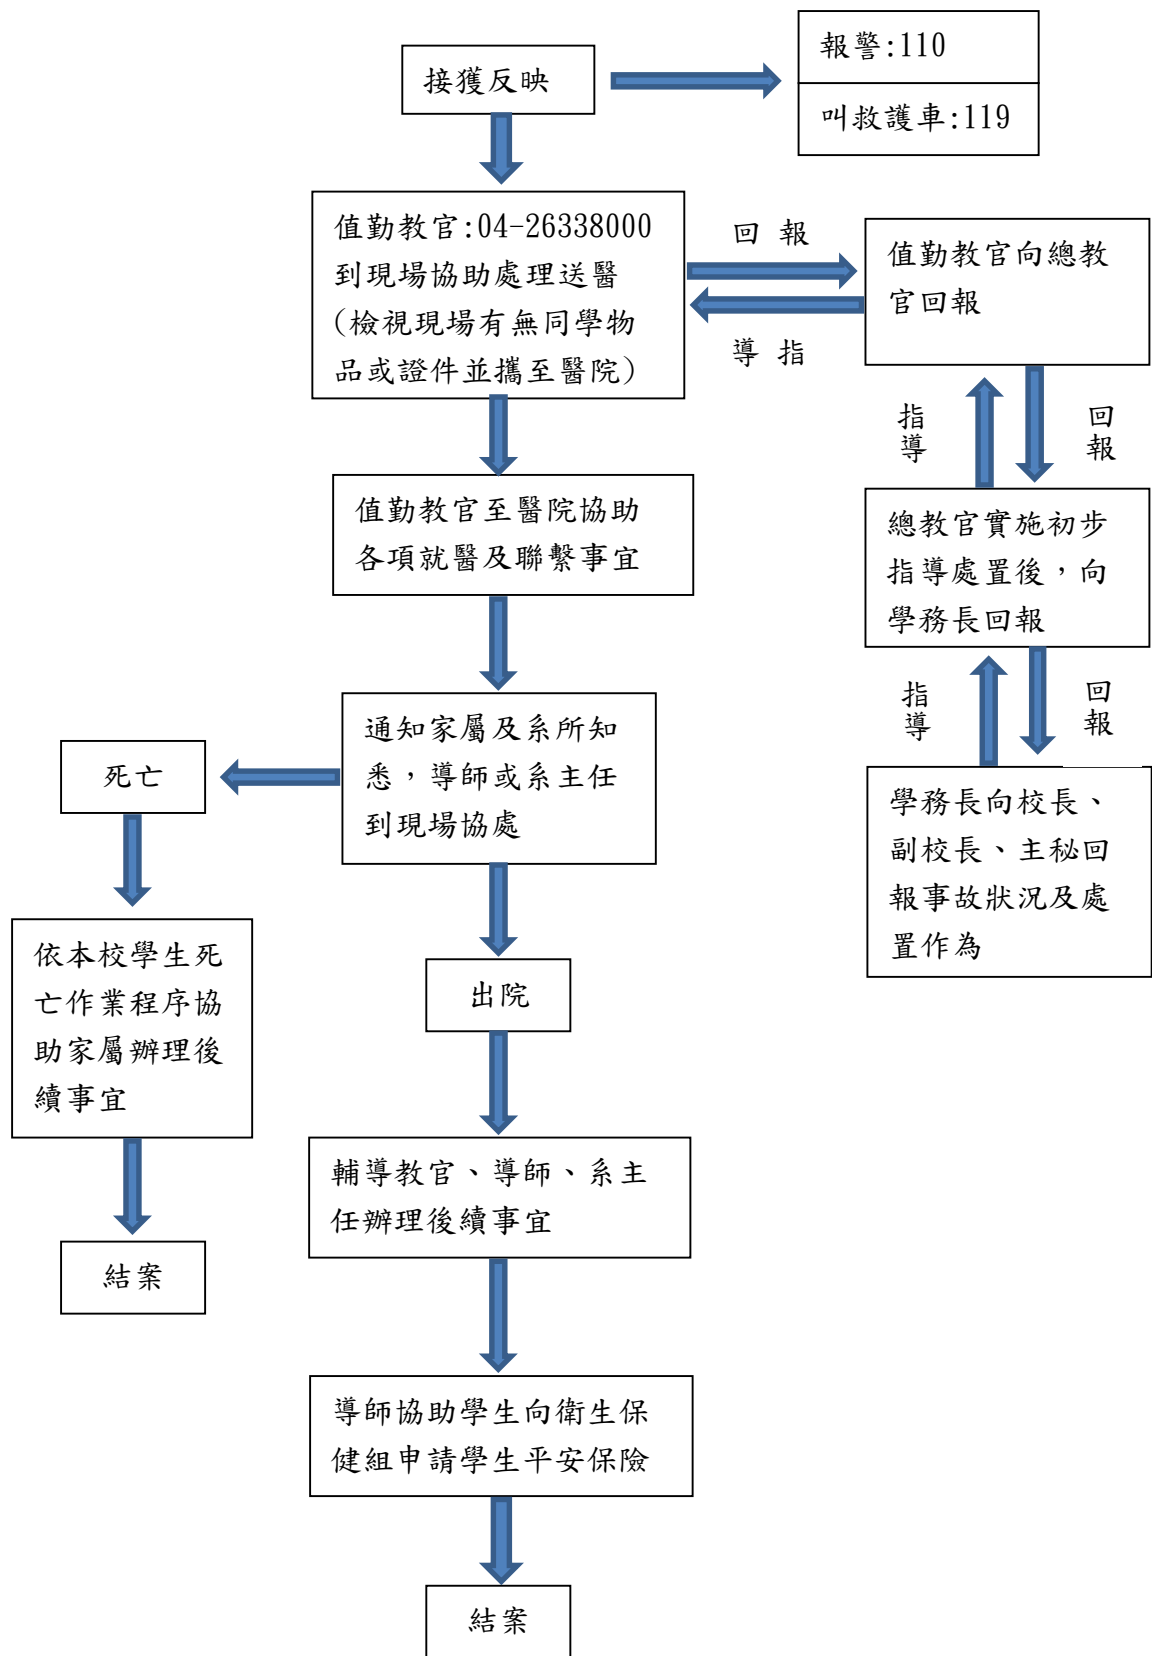 接獲反映
報警:110
叫救護車:119
值勤教官:04-26338000
到現場協助處理送醫
(檢視現場有無同學物
品或證件並攜至醫院)
回 報
導 指
值勤教官向總教
官回報
指
導
回
報
值勤教官至醫院協助
各項就醫及聯繫事宜
總教官實施初步
指導處置後，向
學務長回報
指
導
回
報
通知家屬及系所知
悉，導師或系主任
到現場協處
死亡
學務長向校長、
副校長、主秘回
報事故狀況及處
置作為
依本校學生死
亡作業程序協
助家屬辦理後
續事宜
出院
輔導教官、導師、系主
任辦理後續事宜
結案
導師協助學生向衛生保
健組申請學生平安保險
結案